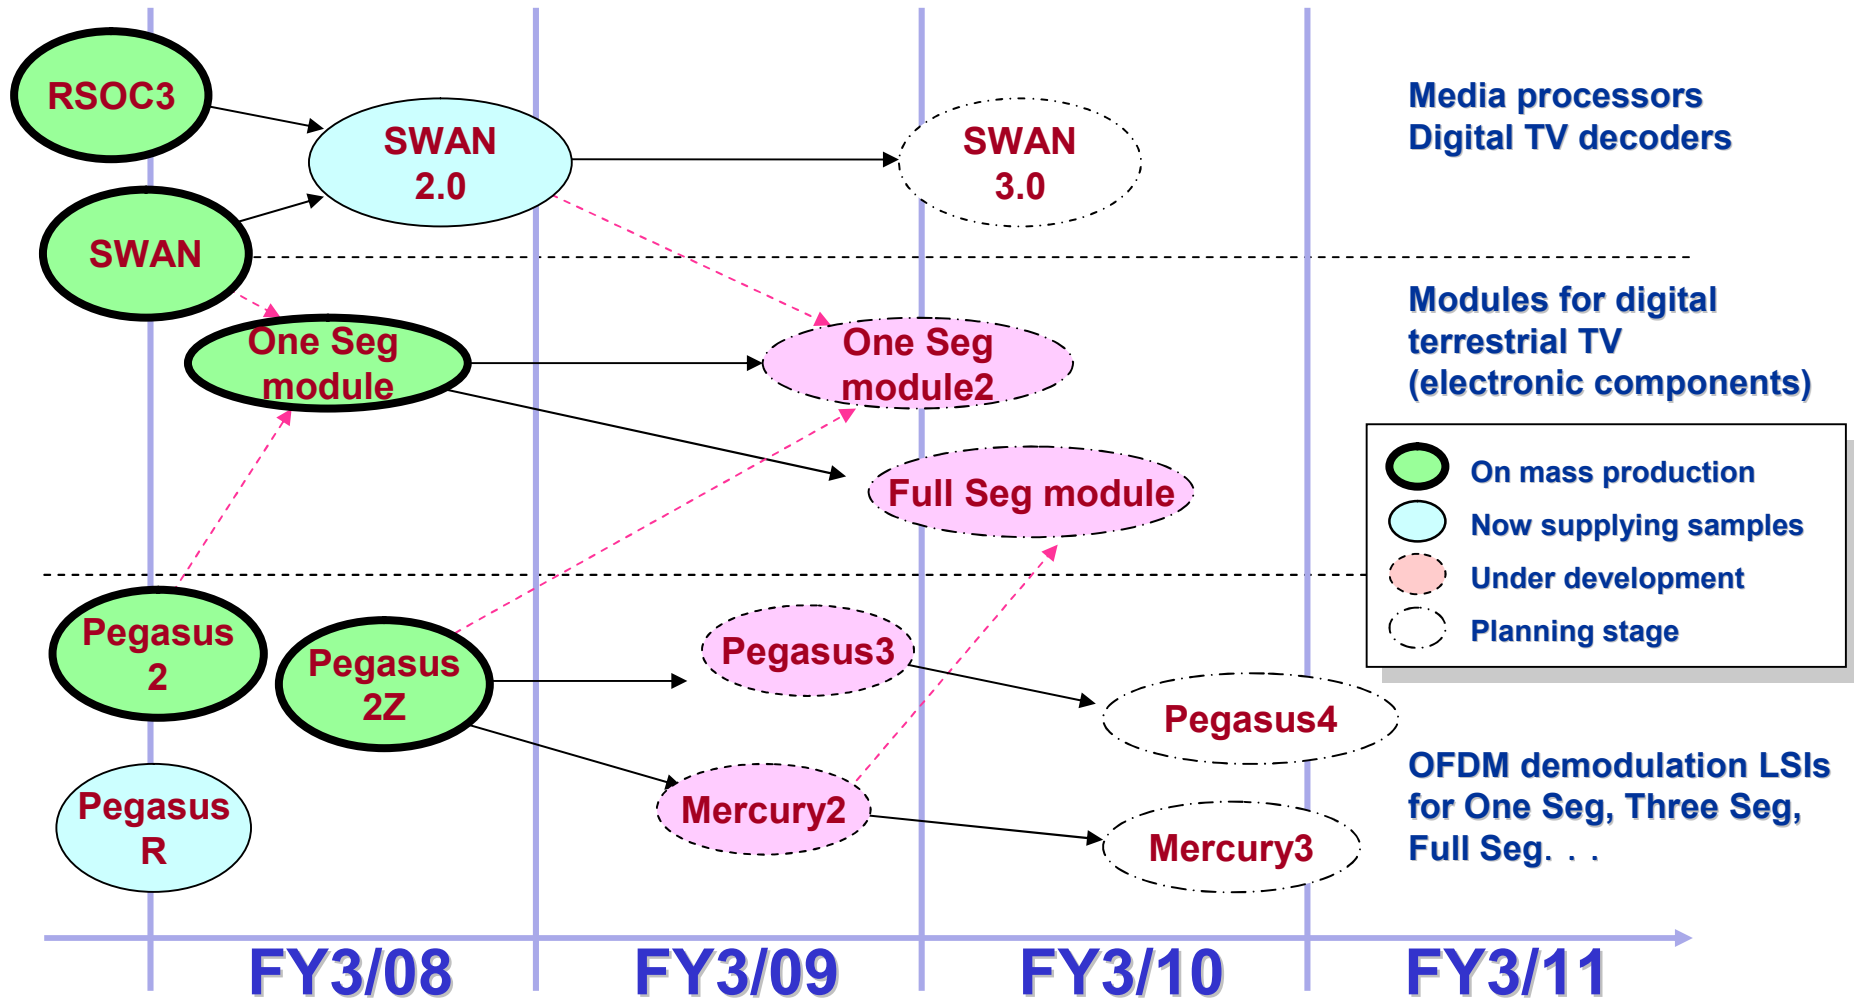 RSOC3
SWAN
2.0
SWAN
3.0
Media processors
Digital TV decoders
SWAN
One Seg
module
One Seg
module2
Modules for digital
terrestrial TV
(electronic components)
Full Seg module
On mass production
Now supplying samples
Under development
Planning stage
Pegasus
2
Pegasus
2Z
Pegasus3
Pegasus4
Pegasus
R
Mercury2
Mercury3
OFDM demodulation LSIs
for One Seg, Three Seg,
Full Seg. . .
FY3/08
FY3/09
FY3/10
FY3/11